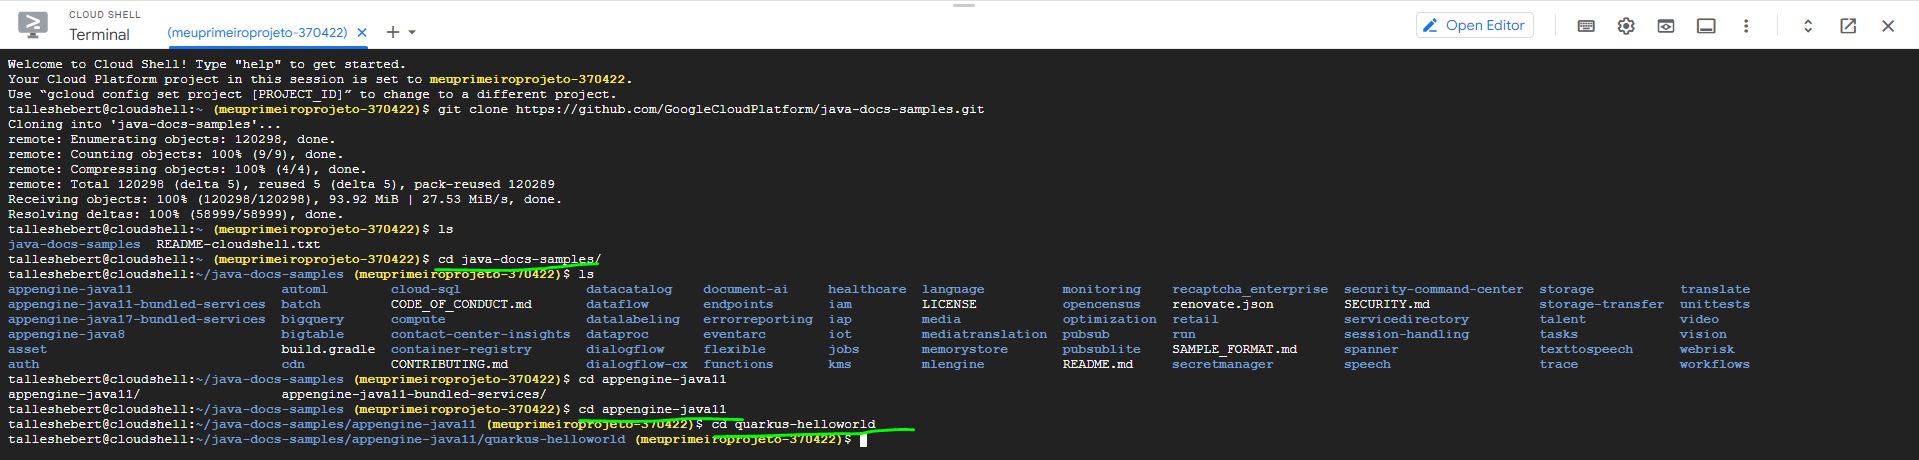 CLOUD SHELL
Terminal
(meuprimeiroprojeto-370422)
Open Editor
Welcome to Cloud Shell! Type "help" to get started.
Your Cloud Platform project in this session is set to meuprimeiroprojeto-370422.
Use “gcloud config set project [PROJECT_ID]” to change to a different project.
talleshebert@cloudshell:~ (meuprimeiroprojeto-370422)$ git clone https://github.com/GoogleCloudPlatform/java-docs-samples.git
Cloning into 'java-docs-samples'...
remote: Enumerating objects: 120298, done.
remote: Counting objects: 100% (9/9), done.
remote: Compressing objects: 100% (4/4), done.
remote: Total 120298 (delta 5), reused 5 (delta 5), pack-reused 120289
Receiving objects: 100% (120298/120298), 93.92 MiB | 27.53 MiB/s, done.
Resolving deltas: 100% (58999/58999), done.
talleshebert@cloudshell:~ (meuprimeiroprojeto-370422)$ ls
java-docs-samples  README-cloudshell.txt
talleshebert@cloudshell:~ (meuprimeiroprojeto-370422)$ cd java-docs-samples/
talleshebert@cloudshell:~/java-docs-samples (meuprimeiroprojeto-370422)$ ls
appengine-java11 automl cloud-sql datacatalog document-ai healthcare language monitoring recaptcha_enterprise security-command-center storage translate
appengine-java11-bundled-services batch CODE_OF_CONDUCT.md dataflow endpoints iam LICENSE opencensus renovate.json SECURITY.md storage-transfer unittests
appengine-java17-bundled-services bigquery compute datalabeling errorreporting iap media optimization retail servicedirectory talent video
appengine-java8 bigtable contact-center-insights dataproc eventarc iot mediatranslation pubsub run session-handling tasks vision
asset build.gradle container-registry dialogflow flexible jobs memorystore pubsublite SAMPLE_FORMAT.md spanner texttospeech webrisk
auth cdn CONTRIBUTING.md dialogflow-cx functions kms mlengine README.md secretmanager speech trace workflows
talleshebert@cloudshell:~/java-docs-samples (meuprimeiroprojeto-370422)$ cd appengine-java11
appengine-java11/ appengine-java11-bundled-services/
talleshebert@cloudshell:~/java-docs-samples (meuprimeiroprojeto-370422)$ cd appengine-java11
talleshebert@cloudshell:~/java-docs-samples/appengine-java11 (meuprimeiroprojeto-370422)$ cd quarkus-helloworld
talleshebert@cloudshell:~/java-docs-samples/appengine-java11/quarkus-helloworld (meuprimeiroprojeto-370422)$